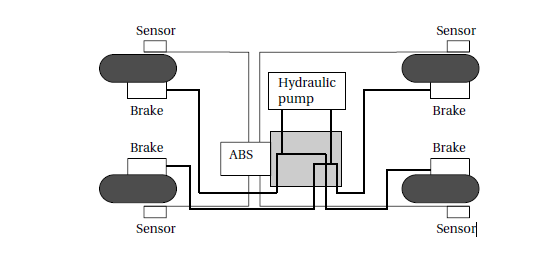 Sensor
Sensor
Hydraulic
pump
Brake
Brake
Brake
ABS
Brake
Sensor
Sensor